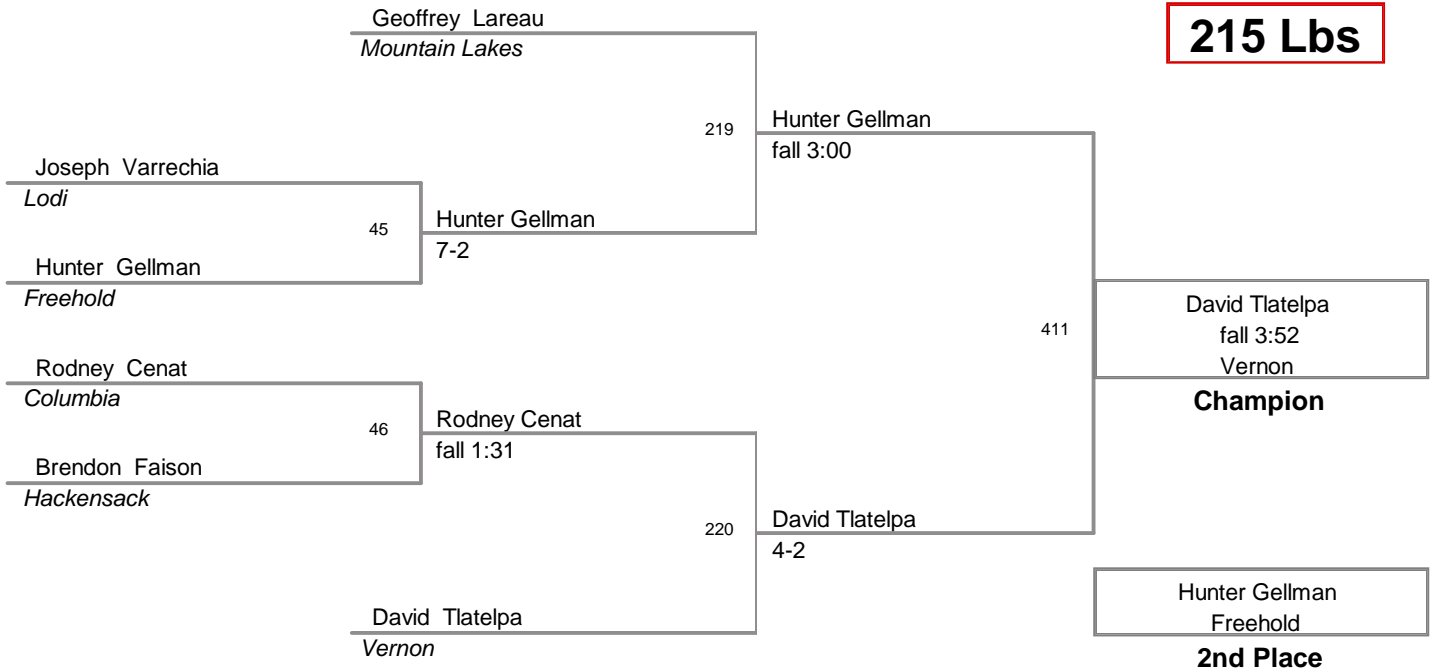 Geoffrey Lareau
Mountain Lakes
215 Lbs
219
Hunter Gellman
fall 3:00
Joseph Varrechia
Lodi
45
Hunter Gellman
7-2
Hunter Gellman
Freehold
411
David Tlatelpa
fall 3:52
Vernon
Champion
Rodney Cenat
Columbia
46
Rodney Cenat
fall 1:31
Brendon Faison
Hackensack
220
David Tlatelpa
4-2
David Tlatelpa
Vernon
Hunter Gellman
Freehold
2nd Place